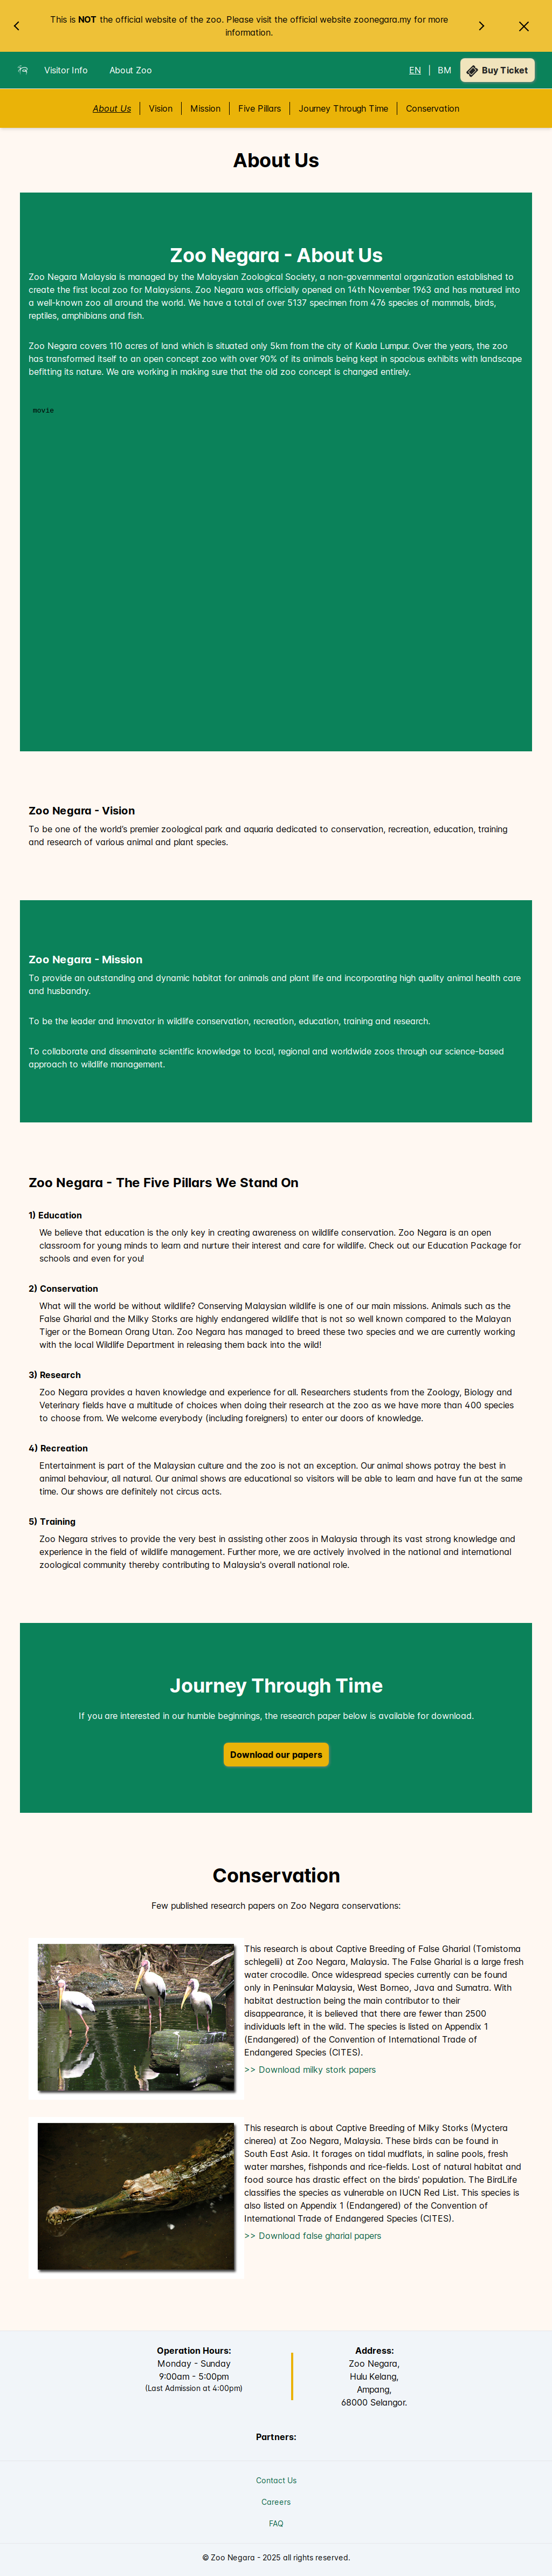 This is NOT the official website of the zoo. Please visit the official website zoonegara.my for more
information.
Visitor Info
About Zoo
EN | BM
Buy Ticket
About Us
Vision
Mission
Five Pillars
Journey Through Time
Conservation
About Us
Zoo Negara - About Us
Zoo Negara Malaysia is managed by the Malaysian Zoological Society, a non-governmental organization established to
create the first local zoo for Malaysians. Zoo Negara was officially opened on 14th November 1963 and has matured into
a well-known zoo all around the world. We have a total of over 5137 specimen from 476 species of mammals, birds,
reptiles, amphibians and fish.
Zoo Negara covers 110 acres of land which is situated only 5km from the city of Kuala Lumpur. Over the years, the zoo
has transformed itself to an open concept zoo with over 90% of its animals being kept in spacious exhibits with landscape
befitting its nature. We are working in making sure that the old zoo concept is changed entirely.
movie
Zoo Negara - Vision
To be one of the world's premier zoological park and aquaria dedicated to conservation, recreation, education, training
and research of various animal and plant species.
Zoo Negara - Mission
To provide an outstanding and dynamic habitat for animals and plant life and incorporating high quality animal health care
and husbandry.
To be the leader and innovator in wildlife conservation, recreation, education, training and research.
To collaborate and disseminate scientific knowledge to local, regional and worldwide zoos through our science-based
approach to wildlife management.
Zoo Negara - The Five Pillars We Stand On
1) Education
We believe that education is the only key in creating awareness on wildlife conservation. Zoo Negara is an open
classroom for young minds to learn and nurture their interest and care for wildlife. Check out our Education Package for
schools and even for you!
2) Conservation
What will the world be without wildlife? Conserving Malaysian wildlife is one of our main missions. Animals such as the
False Gharial and the Milky Storks are highly endangered wildlife that is not so well known compared to the Malayan
Tiger or the Bornean Orang Utan. Zoo Negara has managed to breed these two species and we are currently working
with the local Wildlife Department in releasing them back into the wild!
3) Research
Zoo Negara provides a haven knowledge and experience for all. Researchers students from the Zoology, Biology and
Veterinary fields have a multitude of choices when doing their research at the zoo as we have more than 400 species
to choose from. We welcome everybody (including foreigners) to enter our doors of knowledge.
4) Recreation
Entertainment is part of the Malaysian culture and the zoo is not an exception. Our animal shows potray the best in
animal behaviour, all natural. Our animal shows are educational so visitors will be able to learn and have fun at the same
time. Our shows are definitely not circus acts.
5) Training
Zoo Negara strives to provide the very best in assisting other zoos in Malaysia through its vast strong knowledge and
experience in the field of wildlife management. Further more, we are actively involved in the national and international
zoological community thereby contributing to Malaysia's overall national role.
Journey Through Time
If you are interested in our humble beginnings, the research paper below is available for download.
Download our papers
Conservation
Few published research papers on Zoo Negara conservations:
This research is about Captive Breeding of False Gharial (Tomistoma
schlegelii) at Zoo Negara, Malaysia. The False Gharial is a large fresh
water crocodile. Once widespread species currently can be found
only in Peninsular Malaysia, West Borneo, Java and Sumatra. With
habitat destruction being the main contributor to their
disappearance, it is believed that there are fewer than 2500
individuals left in the wild. The species is listed on Appendix 1
(Endangered) of the Convention of International Trade of
Endangered Species (CITES).
>> Download milky stork papers
This research is about Captive Breeding of Milky Storks (Myctera
cinerea) at Zoo Negara, Malaysia. These birds can be found in
South East Asia. It forages on tidal mudflats, in saline pools, fresh
water marshes, fishponds and rice-fields. Lost of natural habitat and
food source has drastic effect on the birds' population. The BirdLife
classifies the species as vulnerable on IUCN Red List. This species is
also listed on Appendix 1 (Endangered) of the Convention of
International Trade of Endangered Species (CITES).
>> Download false gharial papers
Operation Hours:
Monday - Sunday
9:00am - 5:00pm
(Last Admission at 4:00pm)
Address:
Zoo Negara,
Hulu Kelang,
Ampang,
68000 Selangor.
Partners:
Contact Us
Careers
FAQ
© Zoo Negara - 2025 all rights reserved.